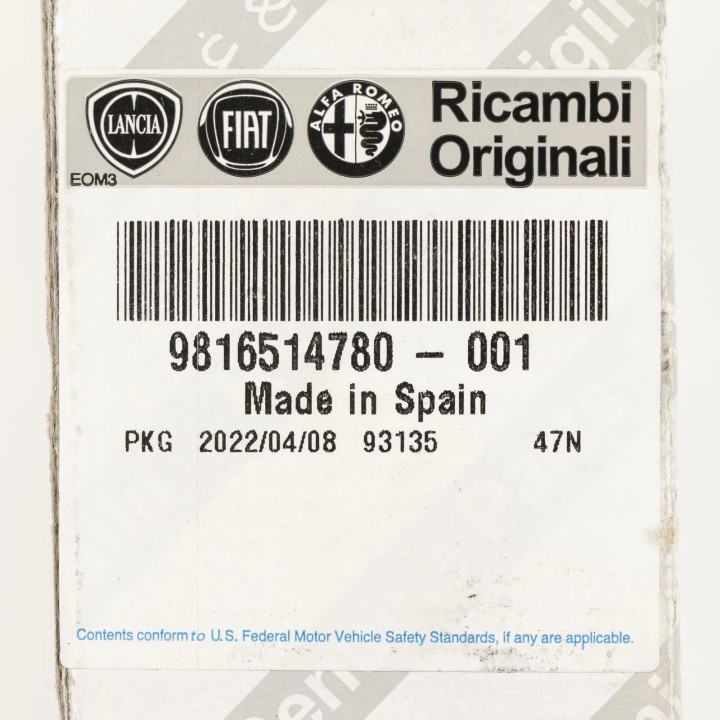 LANCIA
FIAT
ALFA ROMEO
Ricambi
Originali
EOM3
9816514780 – 001
Made in Spain
PKG 2022/04/08 93135 47N
Contents conform to U.S. Federal Motor Vehicle Safety Standards, if any are applicable.